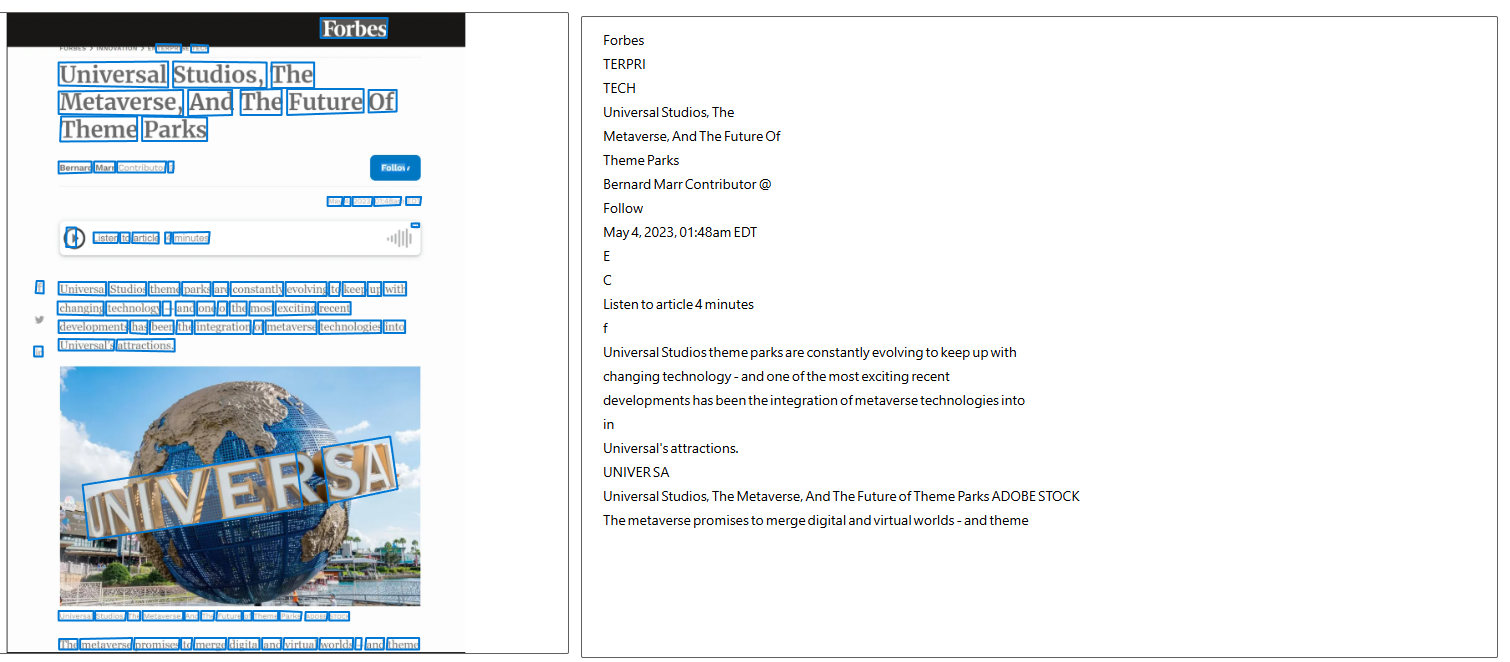 Forbes
FORBES > INNOVATION > ENTERPRISE TECH
Universal Studios, The
Metaverse, And The Future Of
Theme Parks
Bernard Marr Contributor
Follow
May 4, 2023, 01:48am EDT
Listen to article 4 minutes
f
Universal Studios theme parks are constantly evolving to keep up with
changing technology – and one of the most exciting recent
developments has been the integration of metaverse technologies into
in
Universal's attractions.
UNIVERSA
Universal Studios, The Metaverse, And The Future of Theme Parks ADOBE STOCK
The metaverse promises to merge digital and virtual worlds – and theme
Forbes
TERPRI
TECH
Universal Studios, The
Metaverse, And The Future Of
Theme Parks
Bernard Marr Contributor @
Follow
May 4, 2023, 01:48am EDT
E
C
Listen to article 4 minutes
f
Universal Studios theme parks are constantly evolving to keep up with
changing technology - and one of the most exciting recent
developments has been the integration of metaverse technologies into
in
Universal's attractions.
UNIVER SA
Universal Studios, The Metaverse, And The Future of Theme Parks ADOBE STOCK
The metaverse promises to merge digital and virtual worlds - and theme